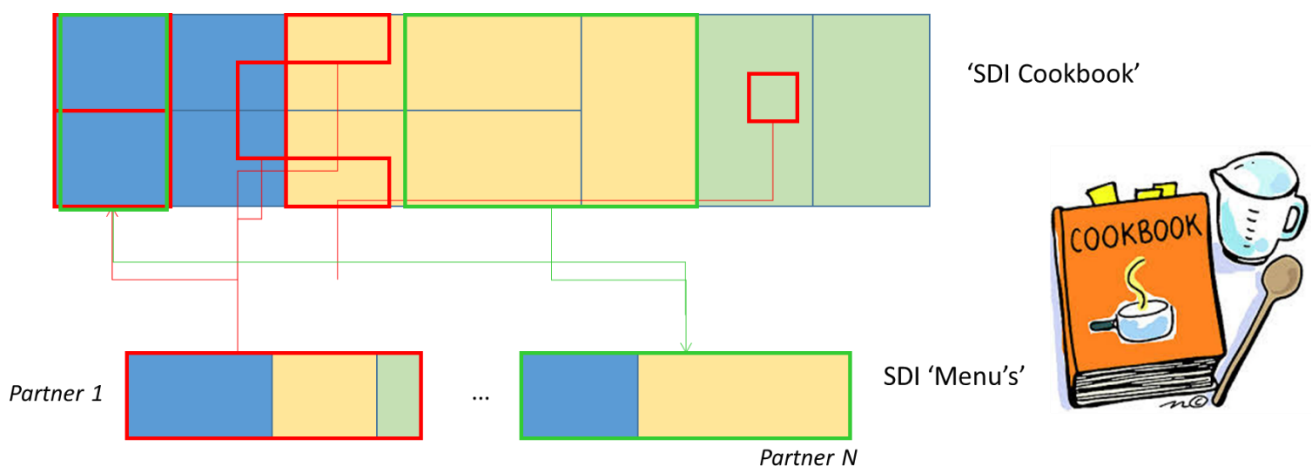 'SDI Cookbook'
COOKBOOK
Partner 1
...
SDI 'Menu's'
Partner N